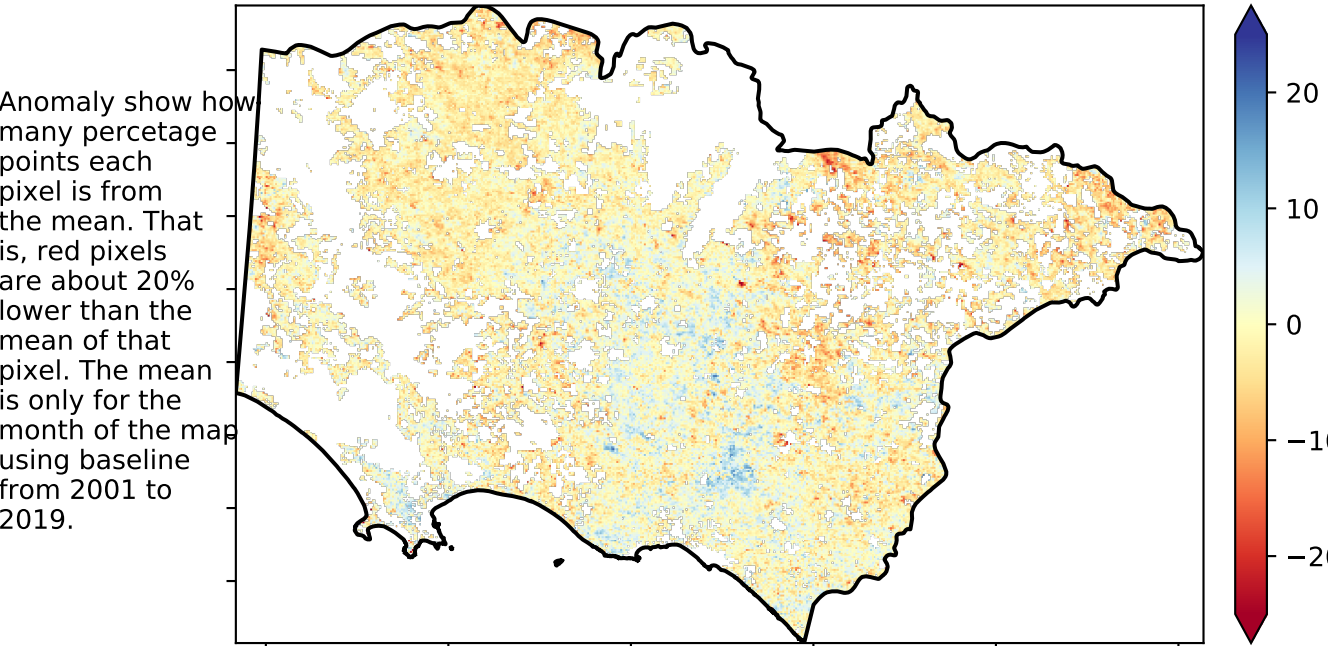 Anomaly show how
many percetage
points each
pixel is from
the mean. That
is, red pixels
are about 20%
lower than the
mean of that
pixel. The mean
is only for the
month of the map
using baseline
from 2001 to
2019.
20
10
0
−10
−20